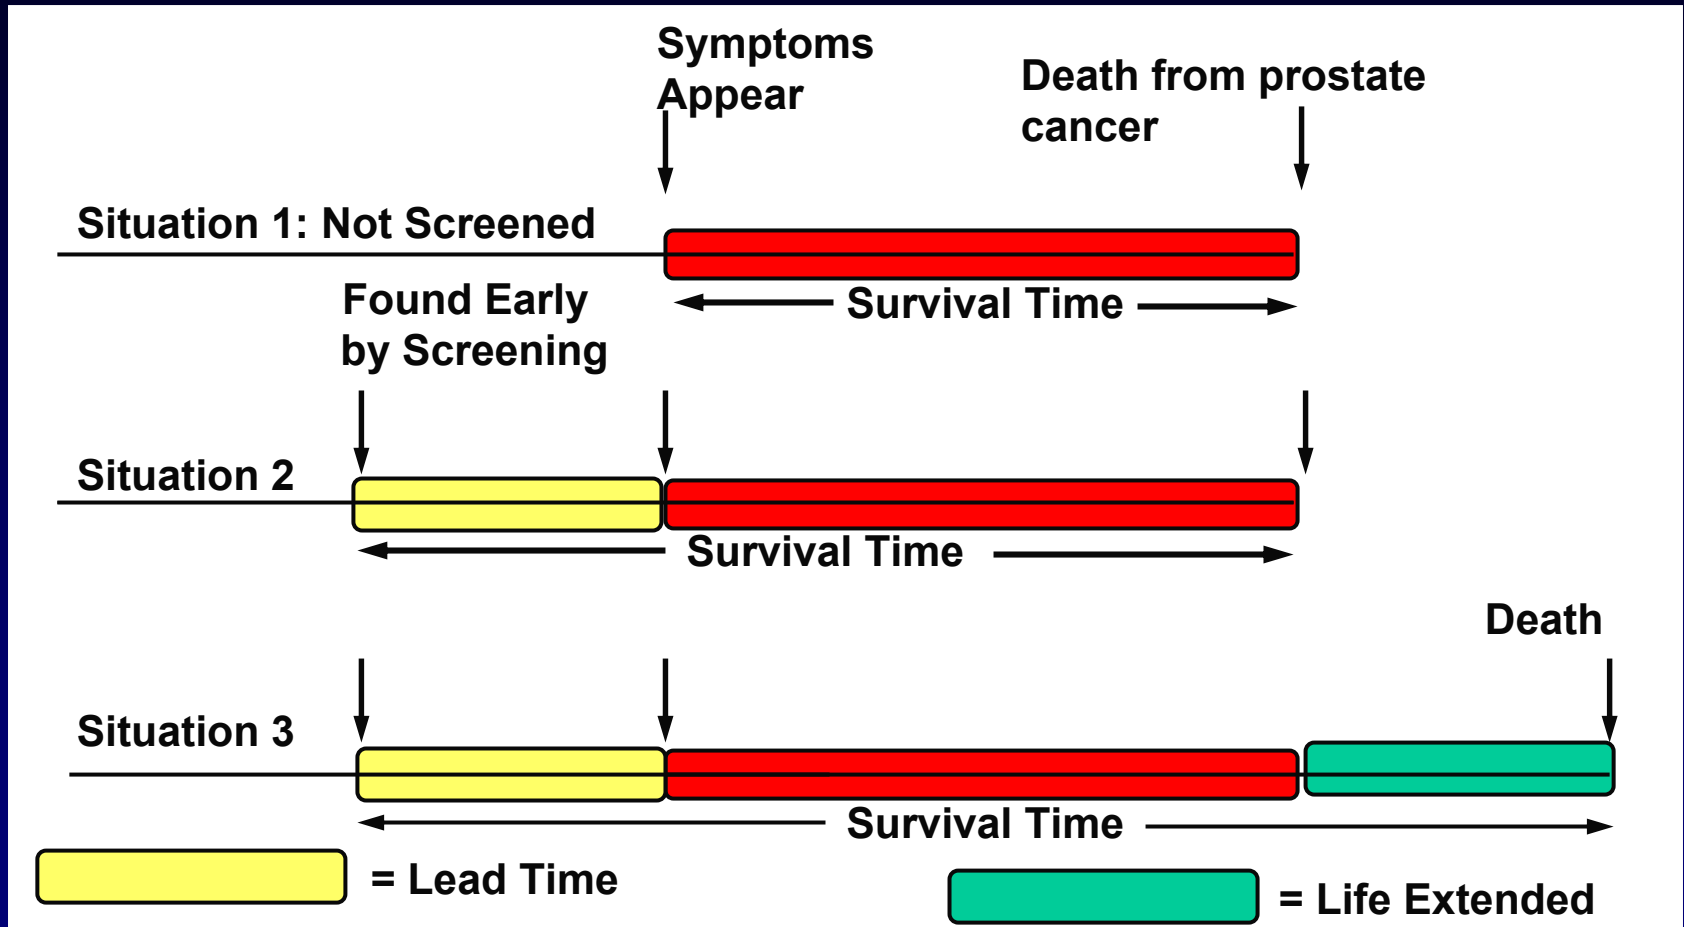 Symptoms
Appear
Death from prostate
cancer
Situation 1: Not Screened
Survival Time
Found Early
by Screening
Situation 2
Survival Time
Death
Situation 3
Survival Time
= Lead Time
= Life Extended